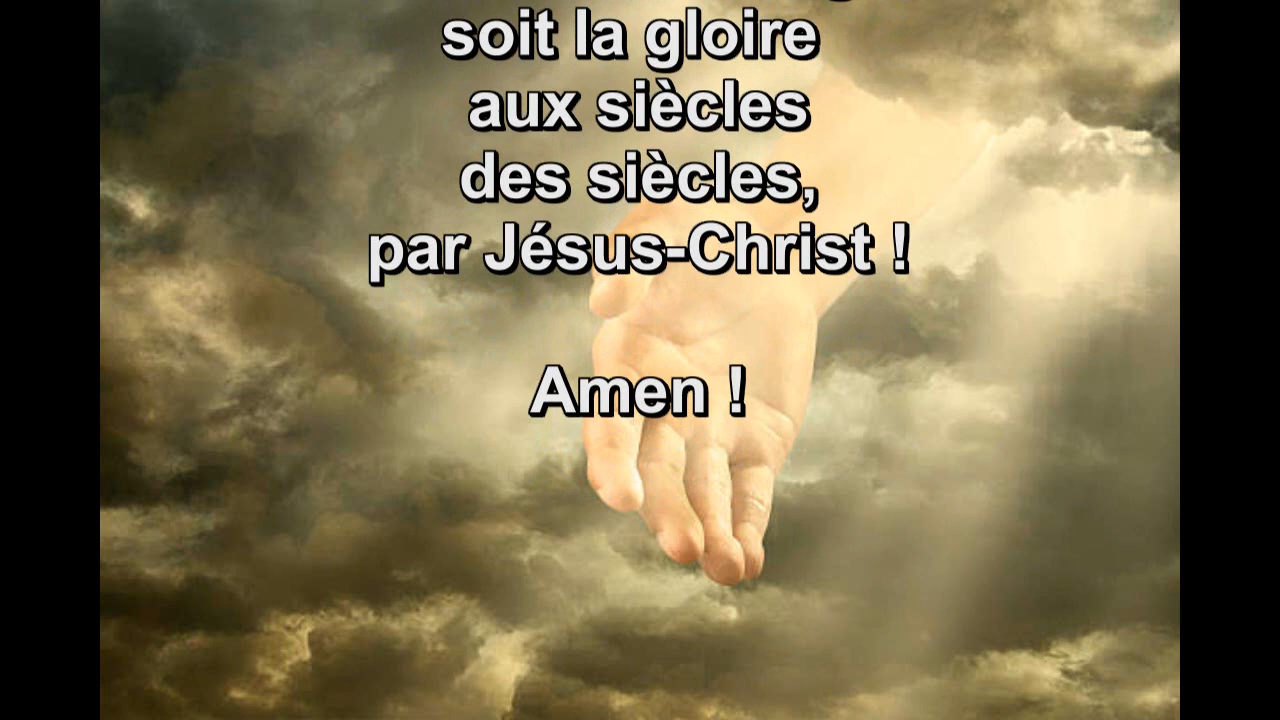 soit la gloire
aux siècles
des siècles,
par Jésus-Christ !
Amen !